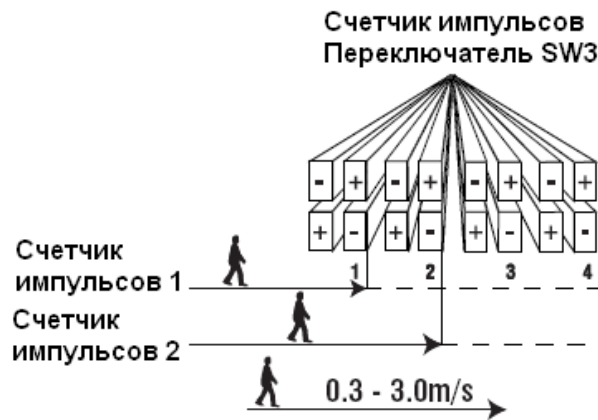 Счетчик импульсов
Переключатель SW3
- + - + - + - +
+ - + - + - + -
1 2 3 4
Счетчик
импульсов 1
Счетчик
импульсов 2
0.3 - 3.0m/s